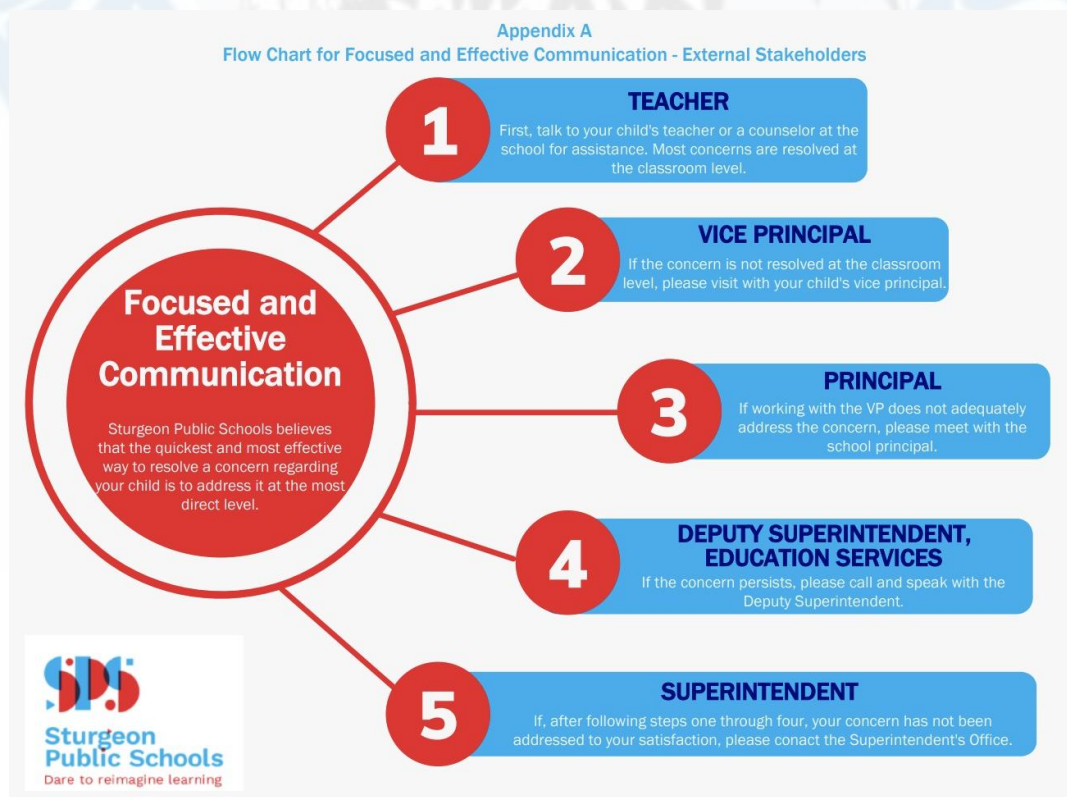 Appendix A
Flow Chart for Focused and Effective Communication - External Stakeholders
1
TEACHER
First, talk to your child's teacher or a counselor at the
school for assistance. Most concerns are resolved at
the classroom level.
2
VICE PRINCIPAL
If the concern is not resolved at the classroom
level, please visit with your child's vice principal.
Focused and
Effective
Communication
Sturgeon Public Schools believes
that the quickest and most effective
way to resolve a concern regarding
your child is to address it at the most
direct level.
3
PRINCIPAL
If working with the VP does not adequately
address the concern, please meet with the
school principal.
4
DEPUTY SUPERINTENDENT,
EDUCATION SERVICES
If the concern persists, please call and speak with the
Deputy Superintendent.
5
SUPERINTENDENT
If, after following steps one through four, your concern has not been
addressed to your satisfaction, please conact the Superintendent's Office.
SPS
Sturgeon
Public Schools
Dare to reimagine learning